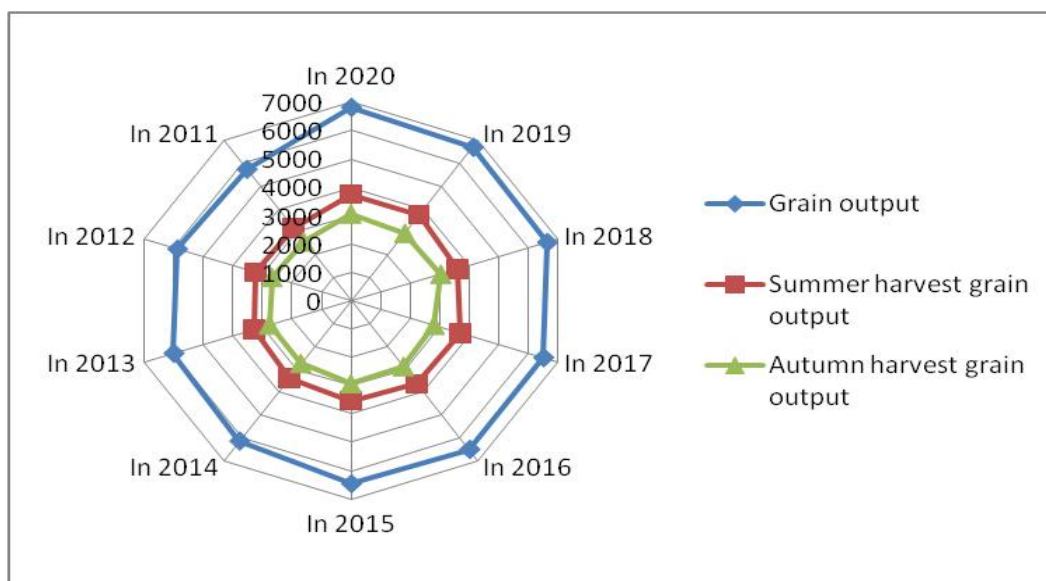 In 2020
7000
6000
5000
4000
3000
2000
1000
0
In 2019
In 2018
In 2017
In 2016
In 2015
In 2014
In 2013
In 2012
In 2011
Grain output
Summer harvest grain
output
Autumn harvest grain
output